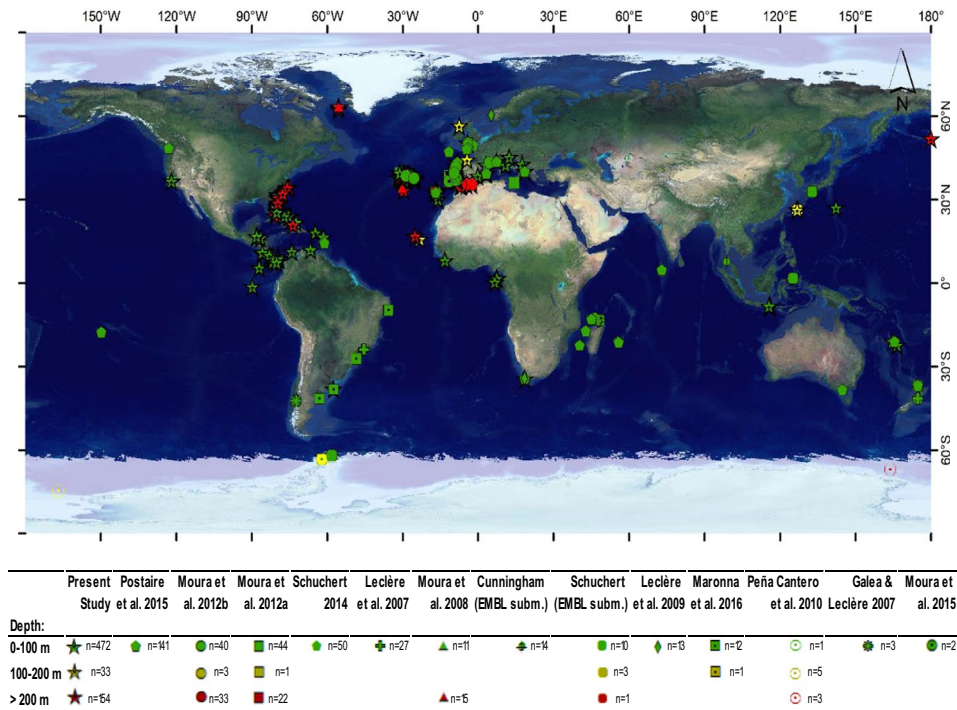 150°W 120°W 90°W 60°W 30°W 0° 30°E 60°E 90°E 120°E 150°E 180°
N
60°N
30°N
0°
30°S
60°S
Present Postaire Moura et Moura et Schuchert Leclère Moura et Cunningham Schuchert Leclère Maronna Peña Cantero Galea & Moura et
Study et al. 2015 al. 2012b al. 2012a 2014 et al. 2007 al. 2008 (EMBL subm.) (EMBL subm.) et al. 2009 et al. 2016 et al. 2010 Leclère 2007 al. 2015
Depth:
0-100 m n=472 n=141 n=40 n=44 n=50 n=27 n=11 n=14 n=10 n=13 n=12 n=1 n=3 n=2
100-200 m n=33 n=3 n=1 n=3 n=1 n=5
> 200 m n=154 n=33 n=22 n=15 n=1 n=3